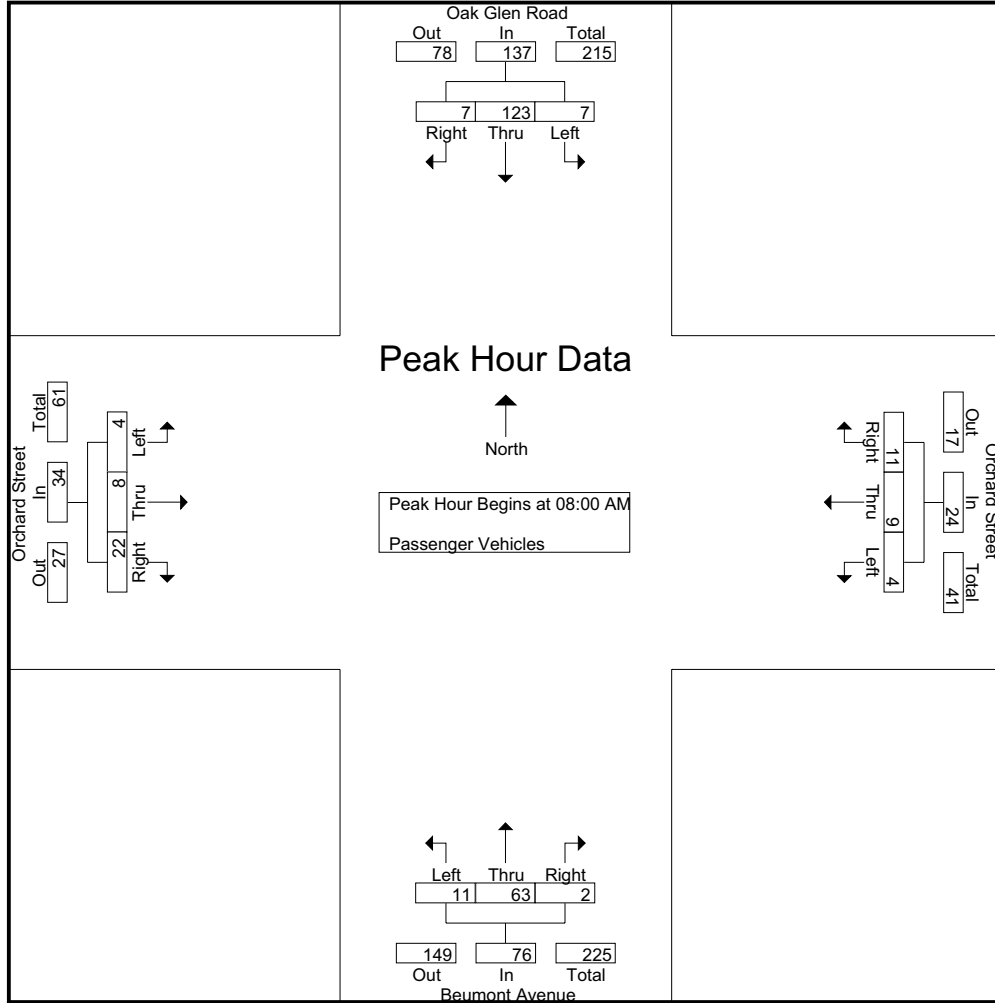 Oak Glen Road
Out In Total
78 137 215
7 123 7
Right Thru Left
Peak Hour Data
North
Peak Hour Begins at 08:00 AM
Passenger Vehicles
Orchard Street
Out In Total
27 34 61
22 8 4
Right Thru Left
Orchard Street
Out In Total
17 24 41
11 9 4
Right Thru Left
Left Thru Right
11 63 2
149 76 225
Out In Total
Beumont Avenue